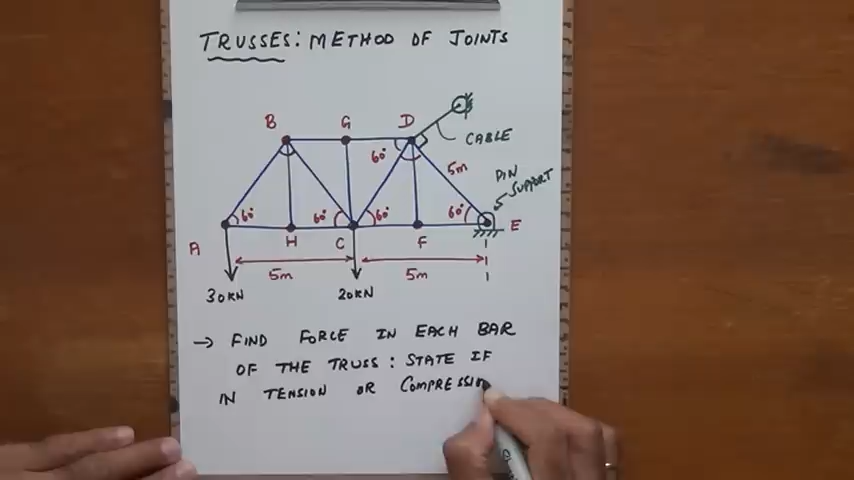 TRUSSES: METHOD OF JOINTS
B G D
CABLE
60°
5m
PIN
SUPPORT
60° 60° 60° 60°
A H C F E
5m 5m
30KN 20KN
→ FIND FORCE IN EACH BAR
OF THE TRUSS: STATE IF
IN TENSION OR COMPRESSIO